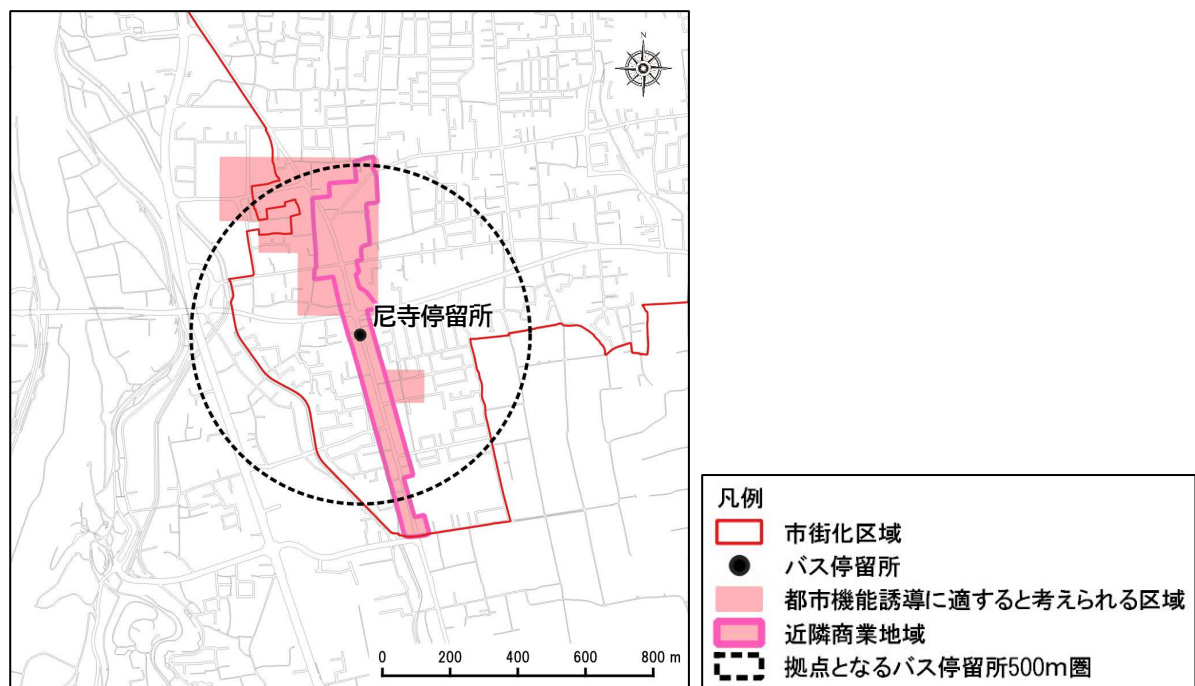 N
尼寺停留所
0 200 400 600 800 m
凡例
市街化区域
バス停留所
都市機能誘導に適すると考えられる区域
近隣商業地域
拠点となるバス停留所500m圏